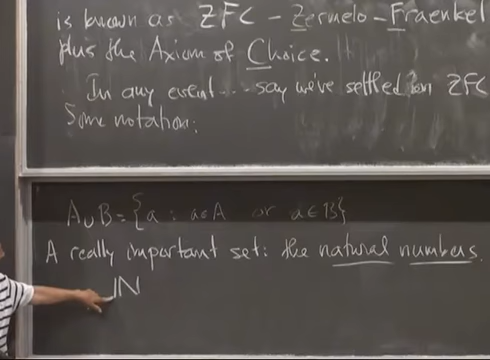 is known as ZFC - Zermelo - Fraenkel
plus the Axiom of Choice.
In any event... say we've settled on ZFC
Some notation:
A∪B = {a : a∈A or a∈B}
A really important set: the natural numbers.
ℕ